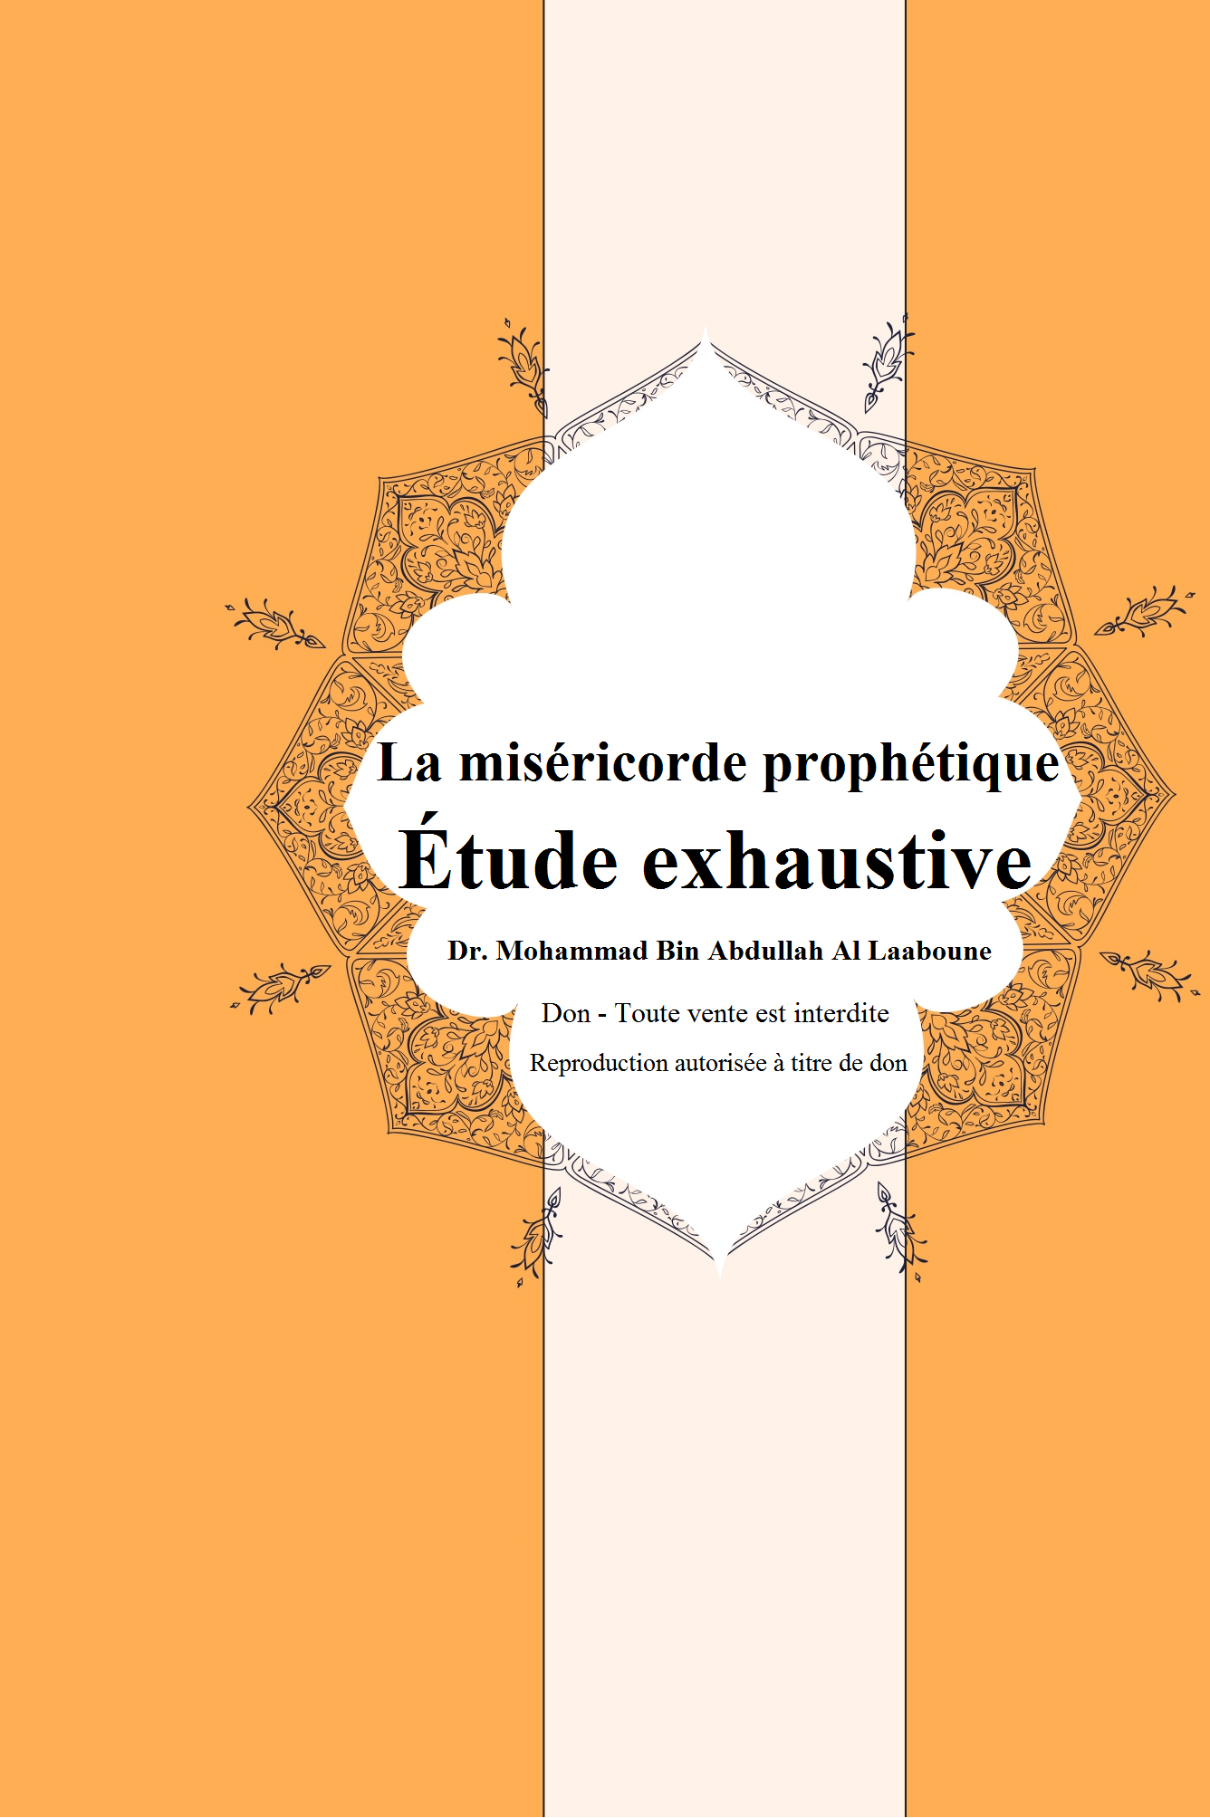 La miséricorde prophétique
Étude exhaustive
Dr. Mohammad Bin Abdullah Al Laaboune
Don - Toute vente est interdite
Reproduction autorisée à titre de don